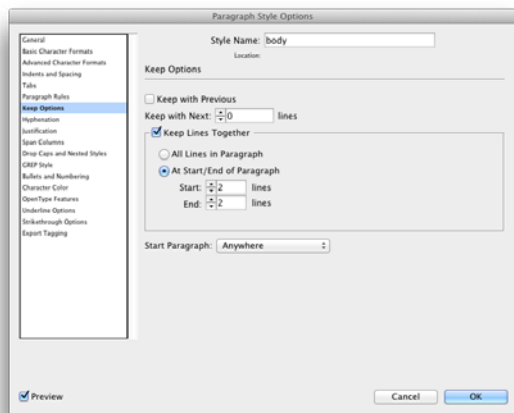 Paragraph Style Options
General
Basic Character Formats
Advanced Character Formats
Indents and Spacing
Tabs
Paragraph Rules
Keep Options
Hyphenation
Justification
Span Columns
Drop Caps and Nested Styles
GREP Style
Bullets and Numbering
Character Color
OpenType Features
Underline Options
Strikethrough Options
Export Tagging
Style Name: body
Location:
Keep Options
Keep with Previous
Keep with Next: 0 lines
Keep Lines Together
All Lines in Paragraph
At Start/End of Paragraph
Start: 2 lines
End: 2 lines
Start Paragraph: Anywhere
Preview
Cancel
OK